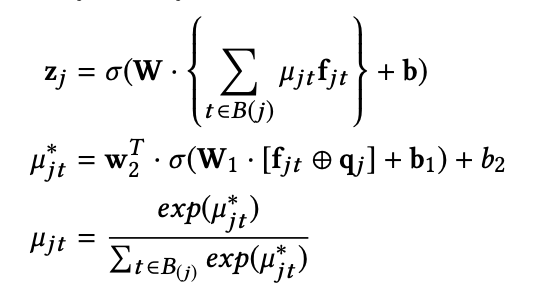 z_j = σ(W · { ∑_{t∈B(j)} μ_{jt} f_{jt} } + b)
μ*_{jt} = w_2^T · σ(W_1 · [f_{jt} ⊕ q_j] + b_1) + b_2
μ_{jt} = exp(μ*_{jt}) / ∑_{t∈B_{(j)}} exp(μ*_{jt})